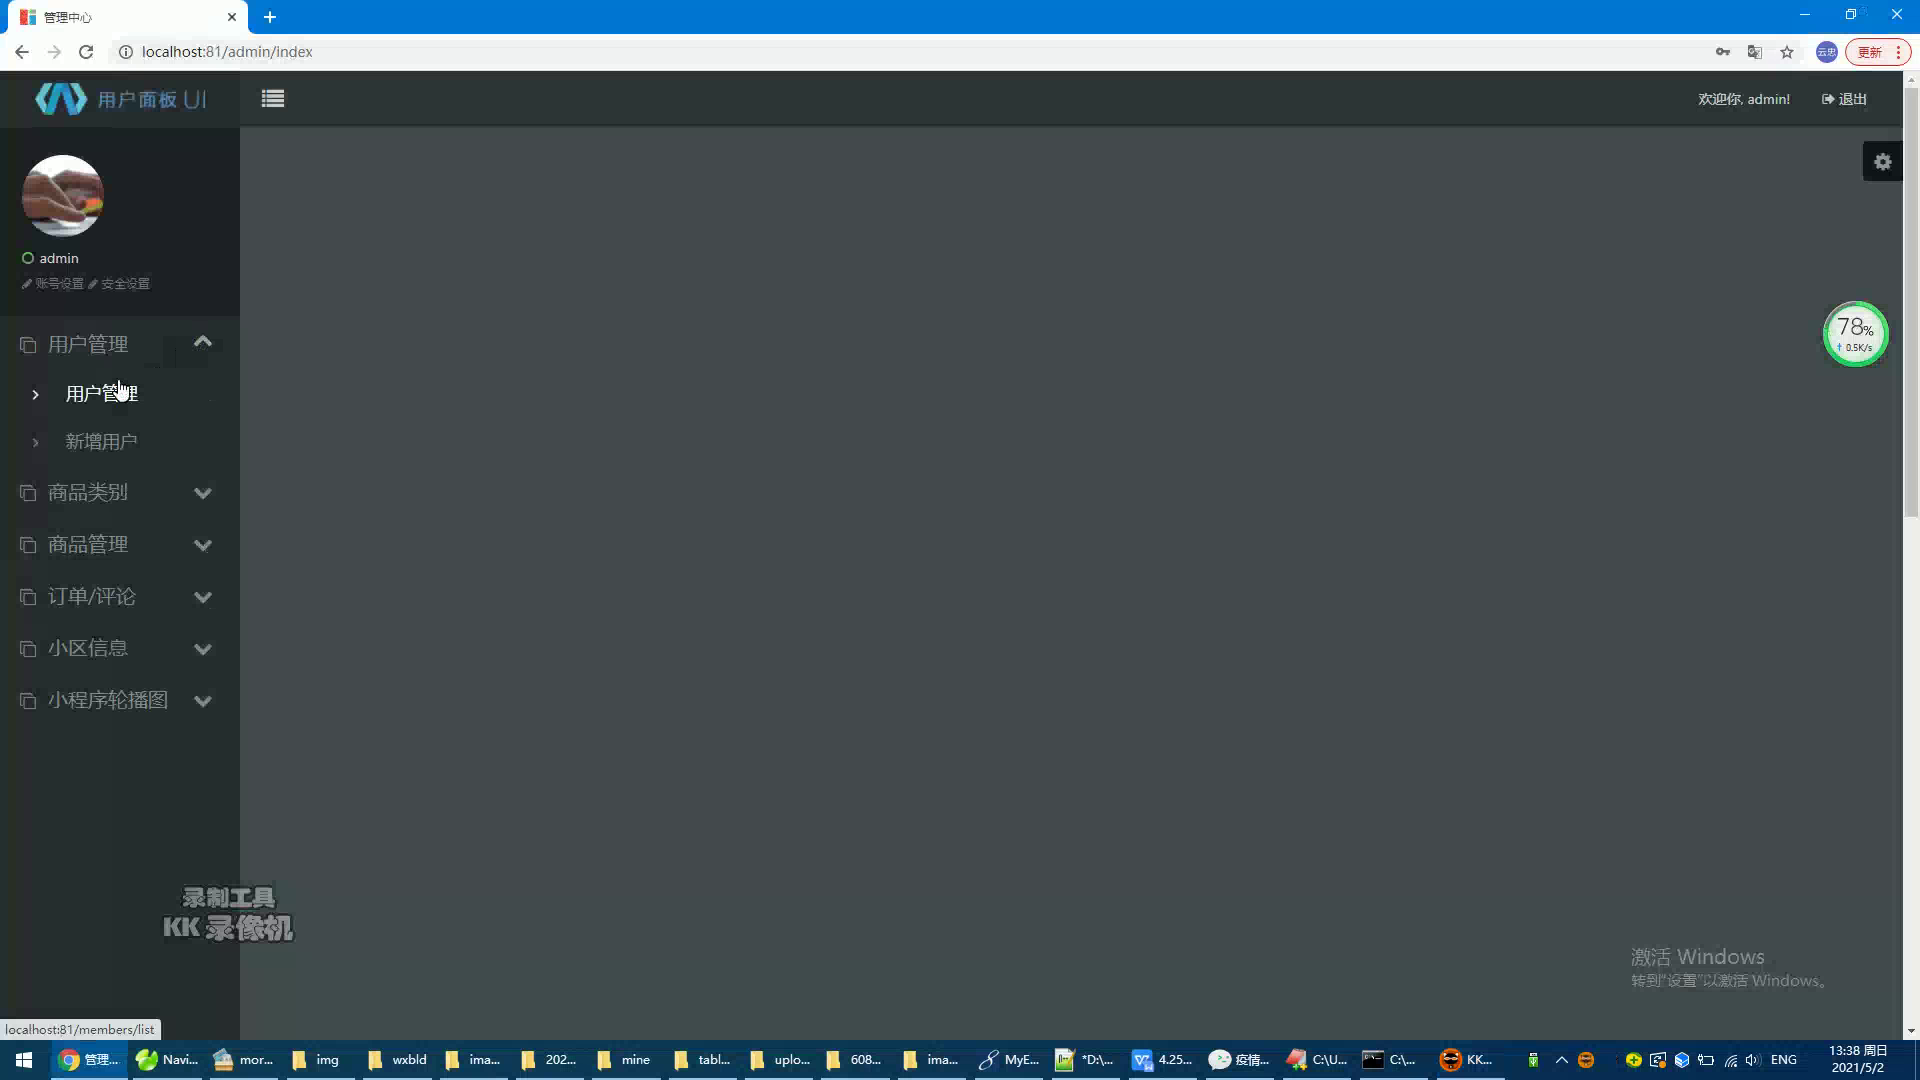 管理中心
localhost:81/admin/index
云思
更新
用户面板 UI
欢迎你, admin!
退出
admin
账号设置 安全设置
用户管理
用户管理
新增用户
商品类别
商品管理
订单/评论
小区信息
小程序轮播图
78%
0.5K/s
录制工具
KK 录像机
激活 Windows
转到“设置”以激活 Windows。
localhost:81/members/list
管理... Navi... mor... img wxbld ima... 202... mine tabl... uplo... 608... ima... MyE... *D:\... 4.25... 疫情... C:\U... C:\... KK... ENG
13:38 周日
2021/5/2